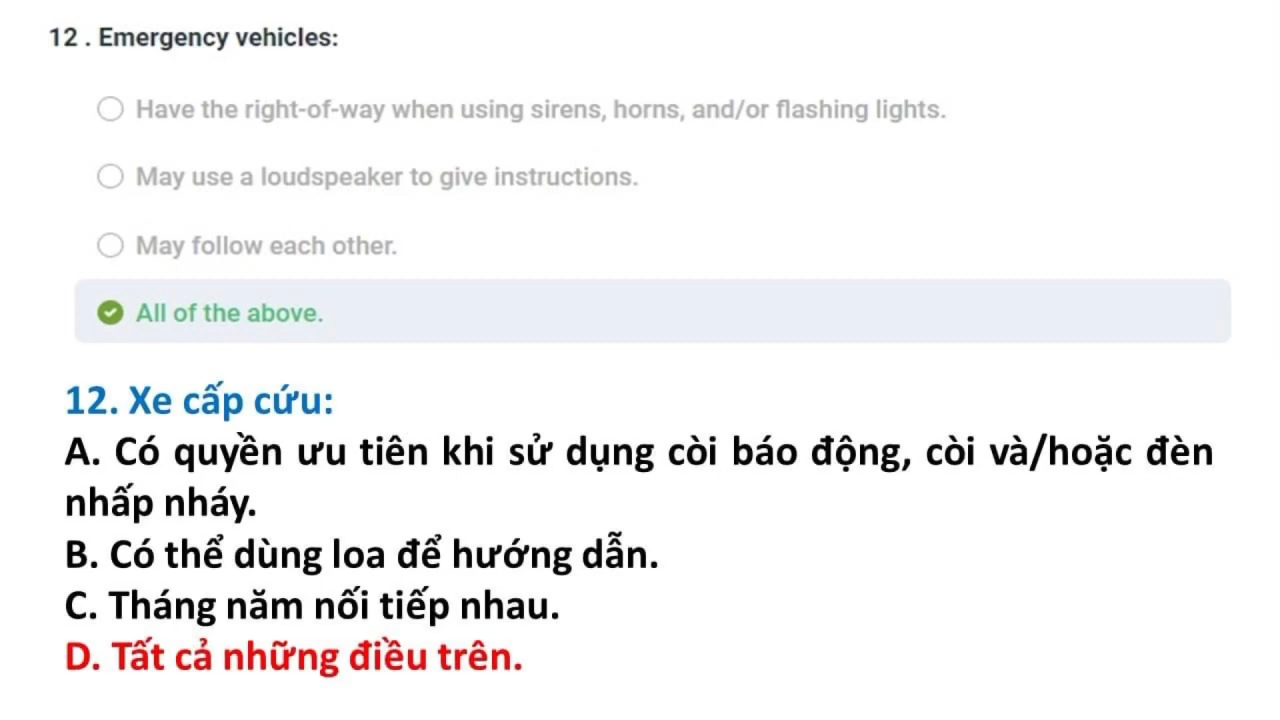 12 . Emergency vehicles:
Have the right-of-way when using sirens, horns, and/or flashing lights.
May use a loudspeaker to give instructions.
May follow each other.
All of the above.
12. Xe cấp cứu:
A. Có quyền ưu tiên khi sử dụng còi báo động, còi và/hoặc đèn
nhấp nháy.
B. Có thể dùng loa để hướng dẫn.
C. Tháng năm nối tiếp nhau.
D. Tất cả những điều trên.